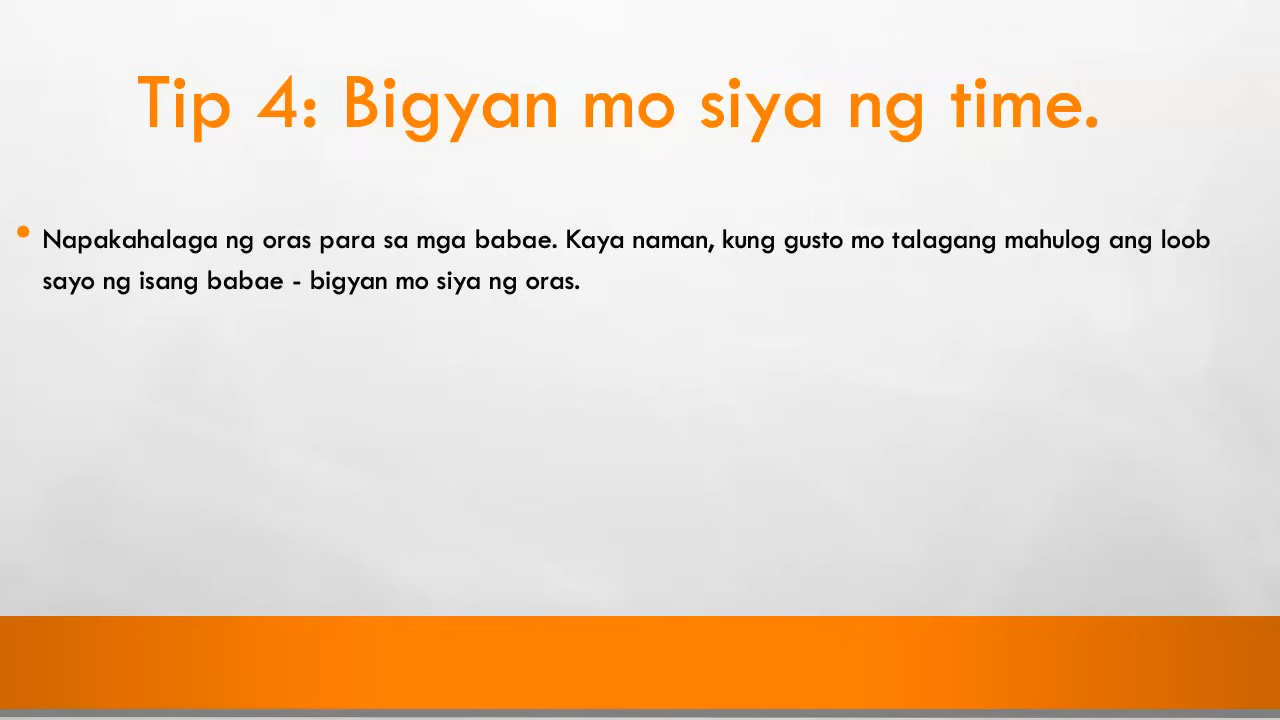 Tip 4: Bigyan mo siya ng time.
• Napakahalaga ng oras para sa mga babae. Kaya naman, kung gusto mo talagang mahulog ang loob
sayo ng isang babae - bigyan mo siya ng oras.